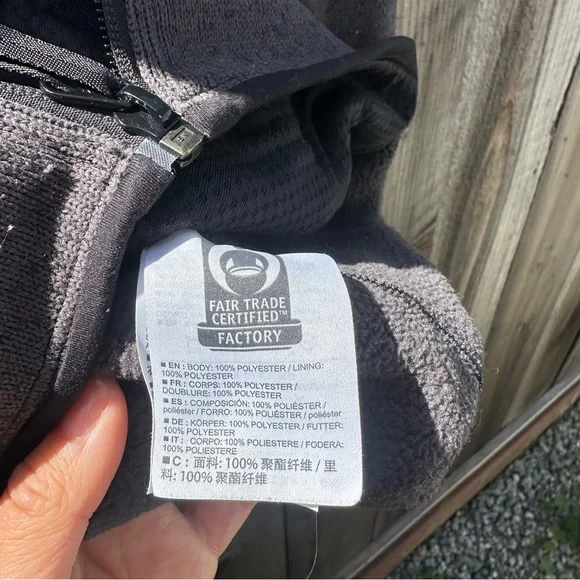 FAIR TRADE
CERTIFIED™
FACTORY
■ EN : BODY: 100% POLYESTER / LINING:
100% POLYESTER
■ FR : CORPS: 100% POLYESTER /
DOUBLURE: 100% POLYESTER
■ ES : COMPOSICIÓN: 100% POLIÉSTER /
poliéster / FORRO: 100% POLIÉSTER / poliéster
■ DE : KÖRPER: 100% POLYESTER / FUTTER:
100% POLYESTER
■ IT : CORPO: 100% POLIESTERE / FODERA:
100% POLIESTERE
■ C : 面料: 100% 聚酯纤维 / 里
料: 100% 聚酯纤维